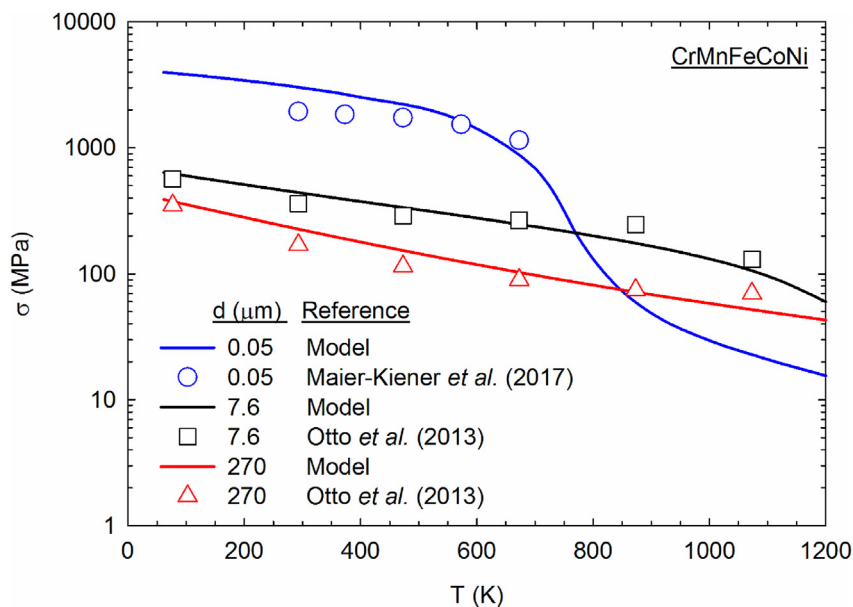 10000
CrMnFeCoNi
1000
σ (MPa)
100
d (μm) Reference
0.05 Model
0.05 Maier-Kiener et al. (2017)
10
7.6 Model
7.6 Otto et al. (2013)
270 Model
270 Otto et al. (2013)
1
0 200 400 600 800 1000 1200
T (K)